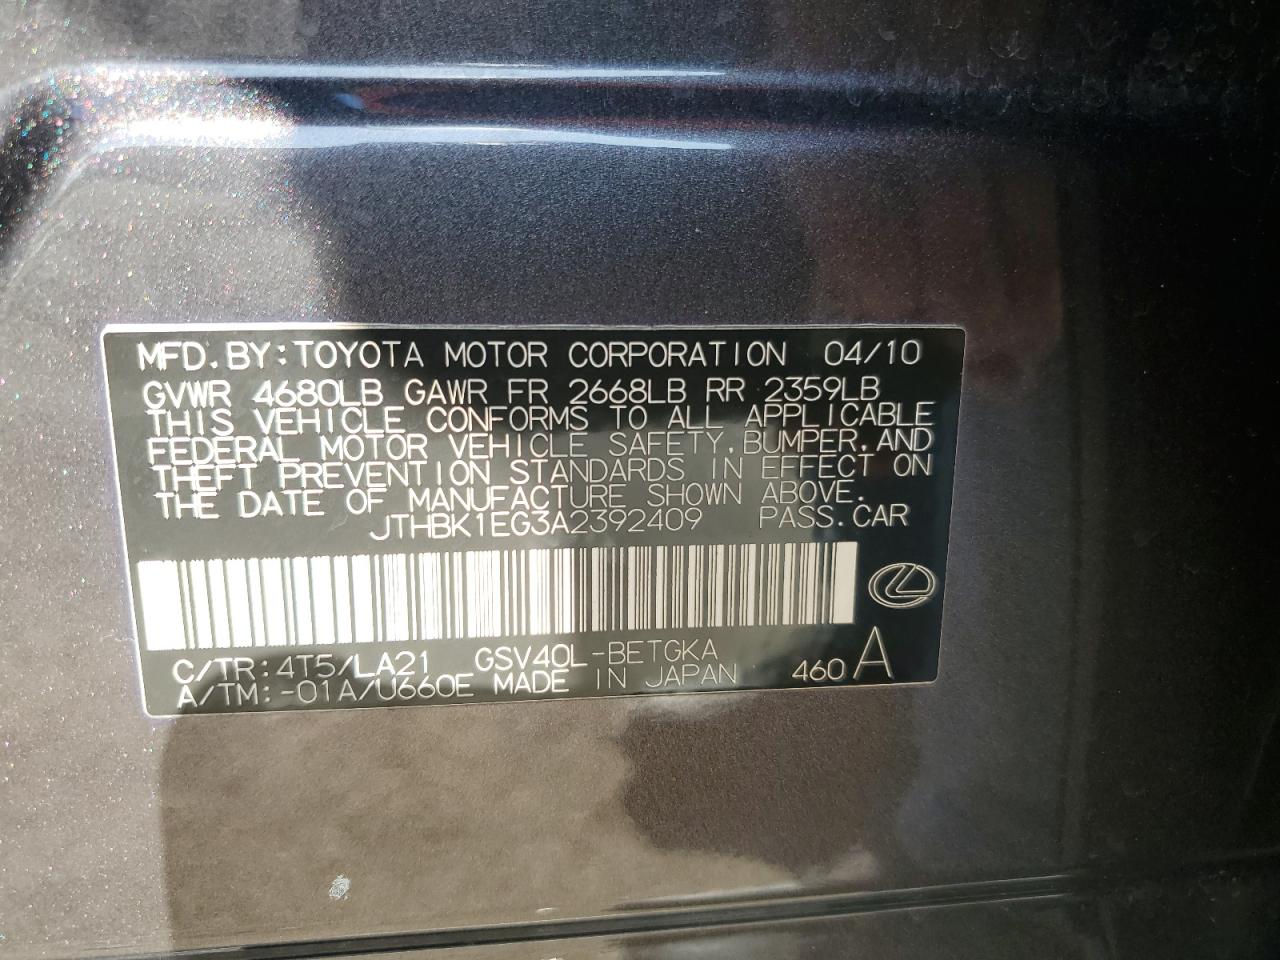 MFD.BY:TOYOTA MOTOR CORPORATION 04/10
GVWR 4680LB GAWR FR 2668LB RR 2359LB
THIS VEHICLE CONFORMS TO ALL APPLICABLE
FEDERAL MOTOR VEHICLE SAFETY,BUMPER,AND
THEFT PREVENTION STANDARDS IN EFFECT ON
THE DATE OF MANUFACTURE SHOWN ABOVE.
JTHBK1EG3A2392409 PASS.CAR
C/TR:4T5/LA21 GSV40L-BETGKA
A/TM:-01A/U660E MADE IN JAPAN 460 A